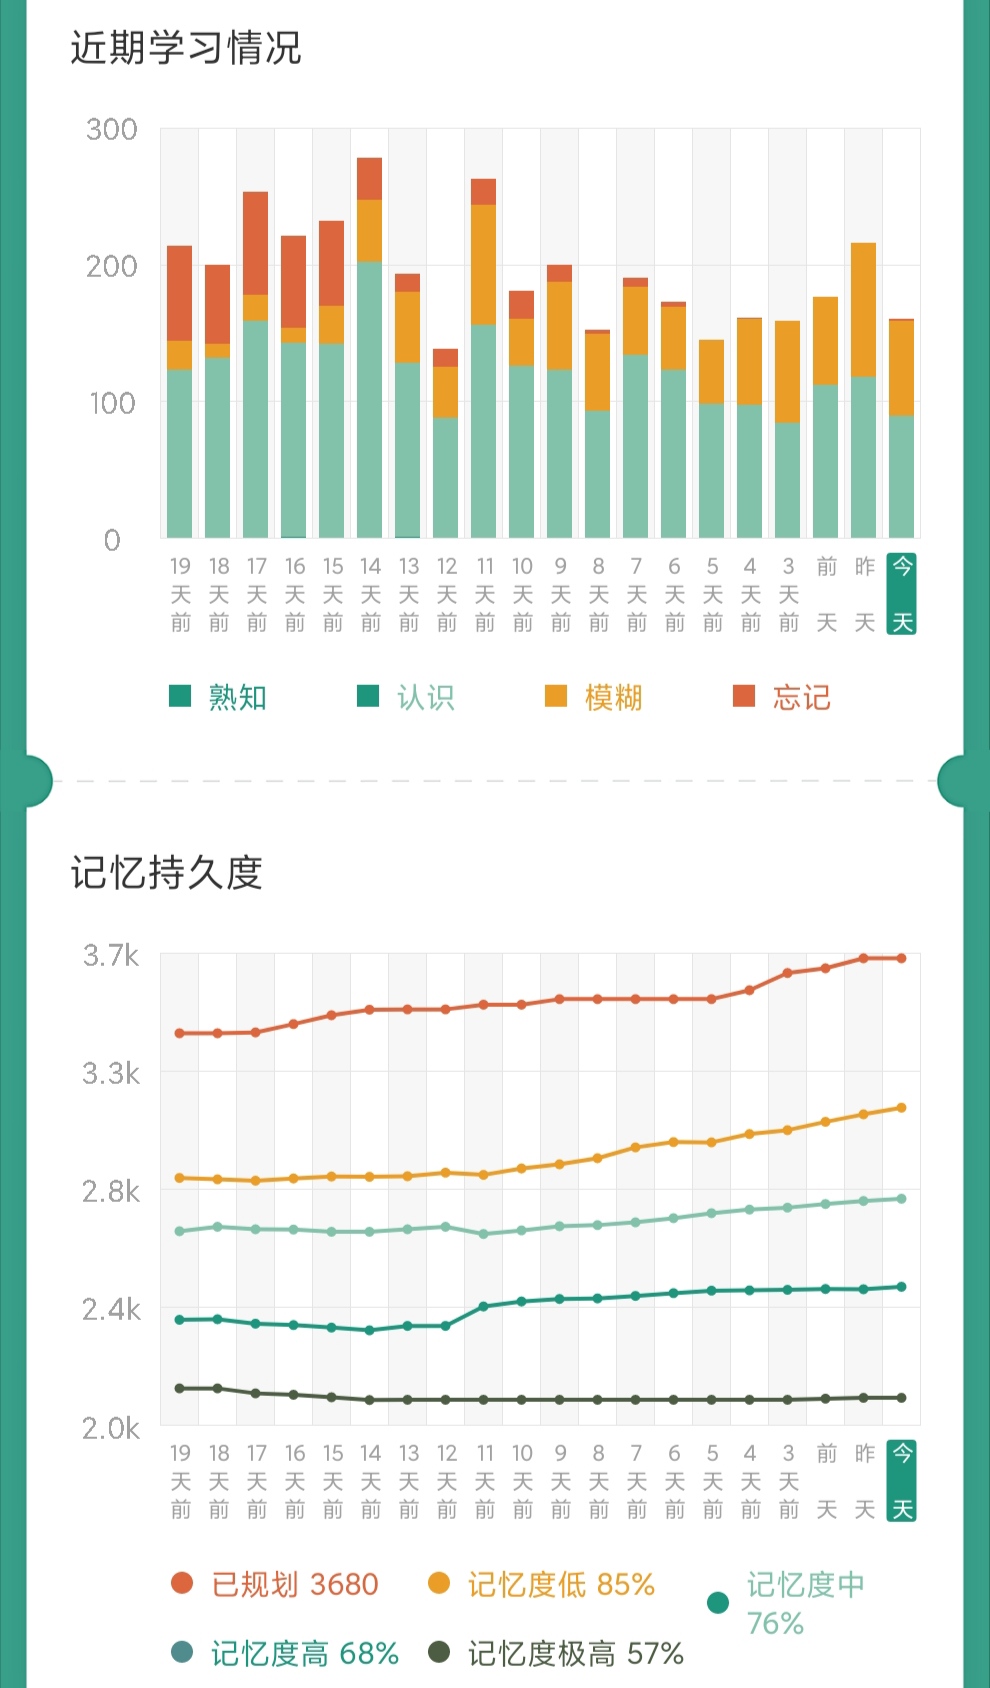 近期学习情况
300
200
100
0
19天前 18天前 17天前 16天前 15天前 14天前 13天前 12天前 11天前 10天前 9天前 8天前 7天前 6天前 5天前 4天前 3天前 前天 昨天 今天
熟知 认识 模糊 忘记
记忆持久度
3.7k
3.3k
2.8k
2.4k
2.0k
19天前 18天前 17天前 16天前 15天前 14天前 13天前 12天前 11天前 10天前 9天前 8天前 7天前 6天前 5天前 4天前 3天前 前天 昨天 今天
已规划 3680 记忆度低 85% 记忆度中 76%
记忆度高 68% 记忆度极高 57%